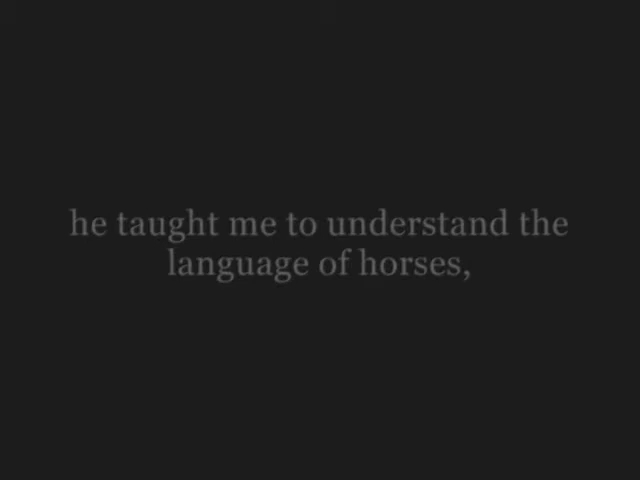 he taught me to understand the
language of horses,